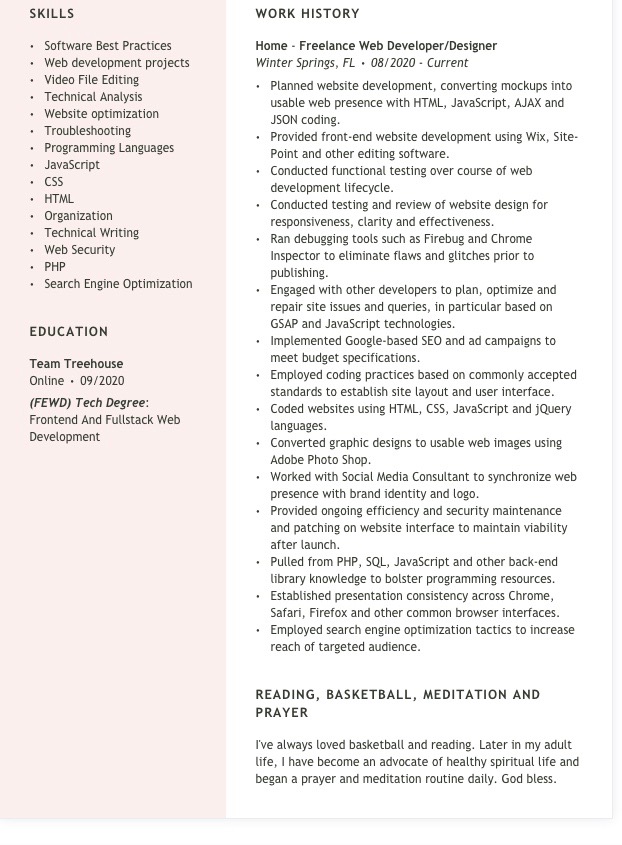 SKILLS
• Software Best Practices
• Web development projects
• Video File Editing
• Technical Analysis
• Website optimization
• Troubleshooting
• Programming Languages
• JavaScript
• CSS
• HTML
• Organization
• Technical Writing
• Web Security
• PHP
• Search Engine Optimization
EDUCATION
Team Treehouse
Online • 09/2020
(FEWD) Tech Degree:
Frontend And Fullstack Web
Development
WORK HISTORY
Home - Freelance Web Developer/Designer
Winter Springs, FL • 08/2020 - Current
• Planned website development, converting mockups into
usable web presence with HTML, JavaScript, AJAX and
JSON coding.
• Provided front-end website development using Wix, Site-
Point and other editing software.
• Conducted functional testing over course of web
development lifecycle.
• Conducted testing and review of website design for
responsiveness, clarity and effectiveness.
• Ran debugging tools such as Firebug and Chrome
Inspector to eliminate flaws and glitches prior to
publishing.
• Engaged with other developers to plan, optimize and
repair site issues and queries, in particular based on
GSAP and JavaScript technologies.
• Implemented Google-based SEO and ad campaigns to
meet budget specifications.
• Employed coding practices based on commonly accepted
standards to establish site layout and user interface.
• Coded websites using HTML, CSS, JavaScript and jQuery
languages.
• Converted graphic designs to usable web images using
Adobe Photo Shop.
• Worked with Social Media Consultant to synchronize web
presence with brand identity and logo.
• Provided ongoing efficiency and security maintenance
and patching on website interface to maintain viability
after launch.
• Pulled from PHP, SQL, JavaScript and other back-end
library knowledge to bolster programming resources.
• Established presentation consistency across Chrome,
Safari, Firefox and other common browser interfaces.
• Employed search engine optimization tactics to increase
reach of targeted audience.
READING, BASKETBALL, MEDITATION AND
PRAYER
I've always loved basketball and reading. Later in my adult
life, I have become an advocate of healthy spiritual life and
began a prayer and meditation routine daily. God bless.